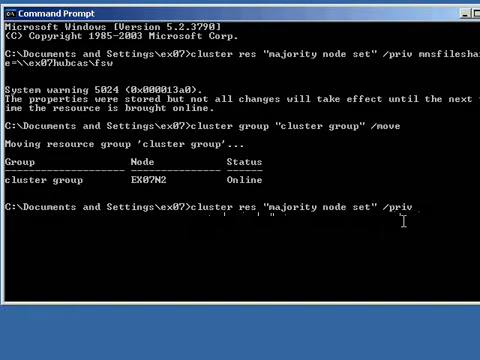 Command Prompt
Microsoft Windows [Version 5.2.3790]
(C) Copyright 1985-2003 Microsoft Corp.
C:\Documents and Settings\ex07>cluster res "majority node set" /priv mnsfileshar
e=\\ex07hubcas\fsw
System warning 5024 (0x000013a0).
The properties were stored but not all changes will take effect until the next t
ime the resource is brought online.
C:\Documents and Settings\ex07>cluster group "cluster group" /move
Moving resource group 'cluster group'...
Group Node Status
cluster group EX07N2 Online
C:\Documents and Settings\ex07>cluster res "majority node set" /priv